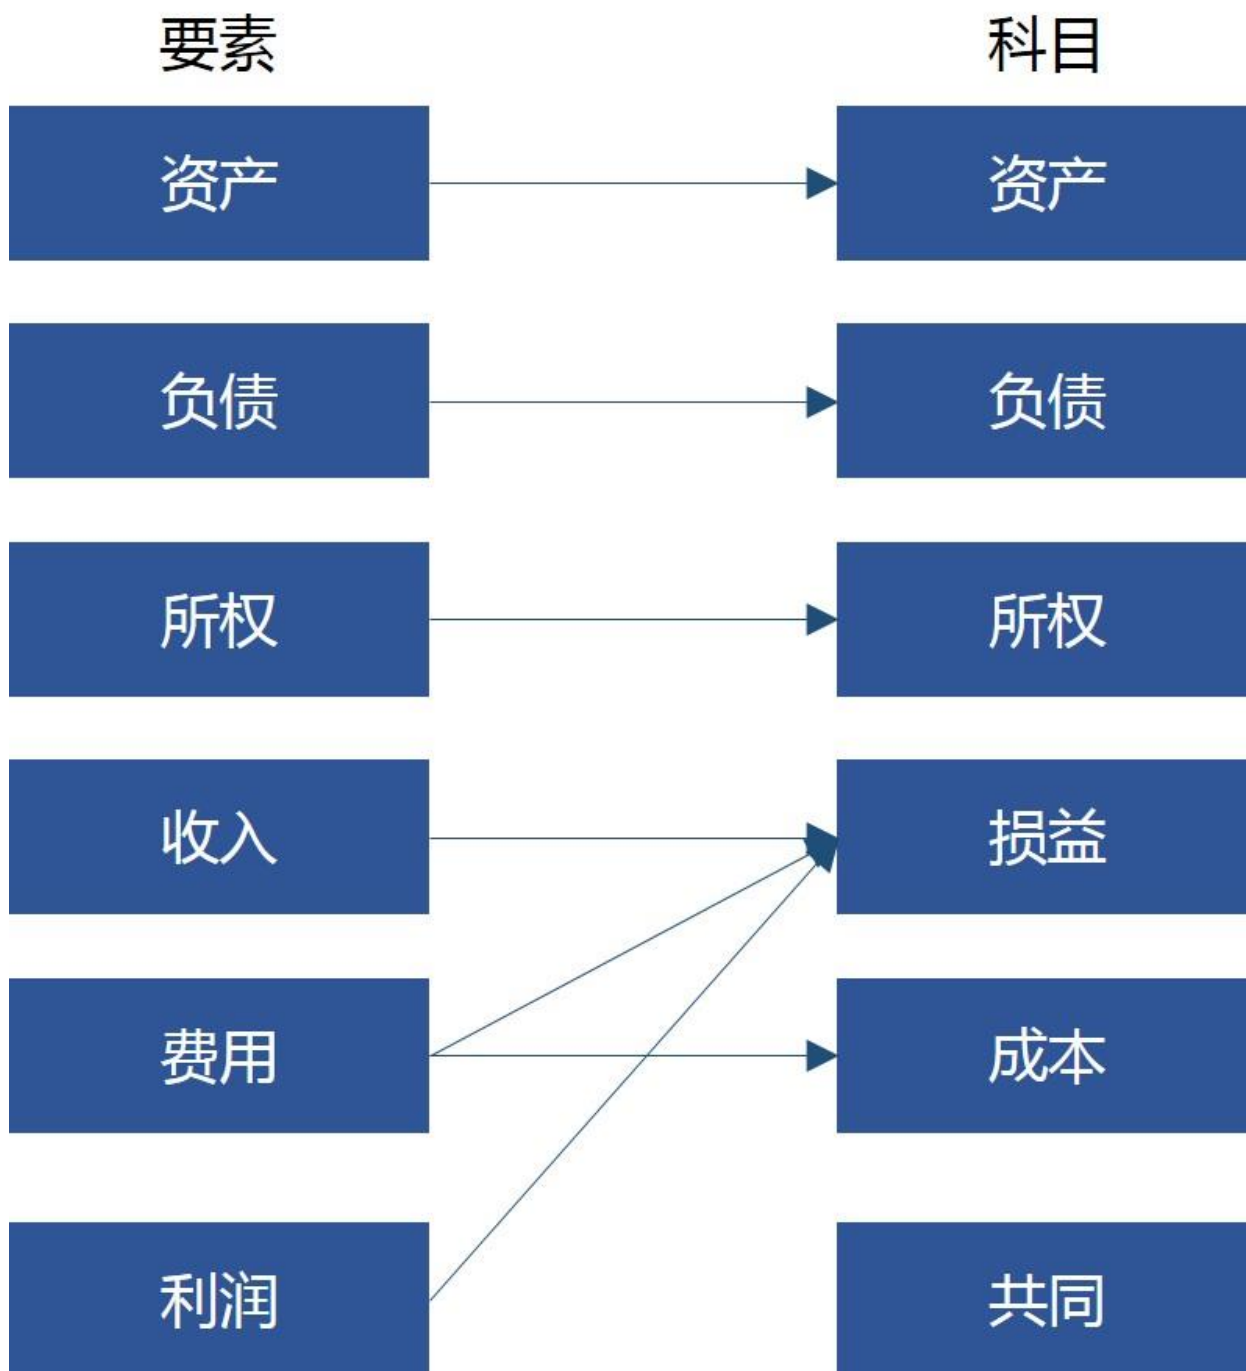 要素 科目
资产 资产
负债 负债
所权 所权
收入 损益
费用 成本
利润 共同